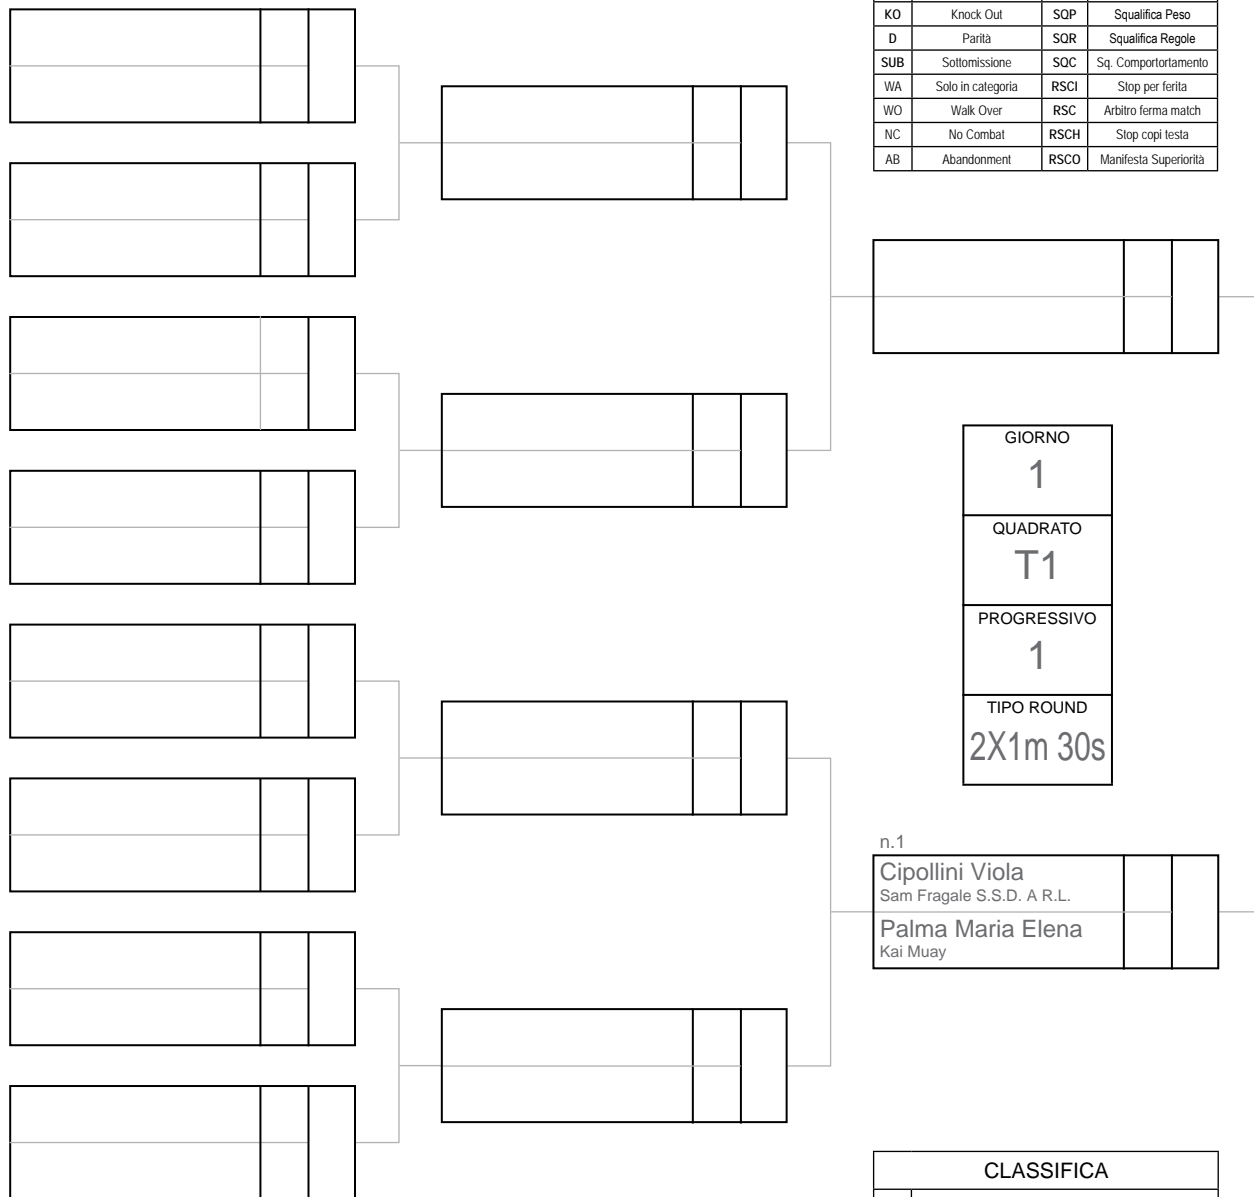 KO Knock Out SQP Squalifica Peso
D Parità SQR Squalifica Regole
SUB Sottomissione SQC Sq. Comportortamento
WA Solo in categoria RSCI Stop per ferita
WO Walk Over RSC Arbitro ferma match
NC No Combat RSCH Stop copi testa
AB Abandonment RSCO Manifesta Superiorità
GIORNO
1
QUADRATO
T1
PROGRESSIVO
1
TIPO ROUND
2X1m 30s
n.1
Cipollini Viola
Sam Fragale S.S.D. A R.L.
Palma Maria Elena
Kai Muay
CLASSIFICA